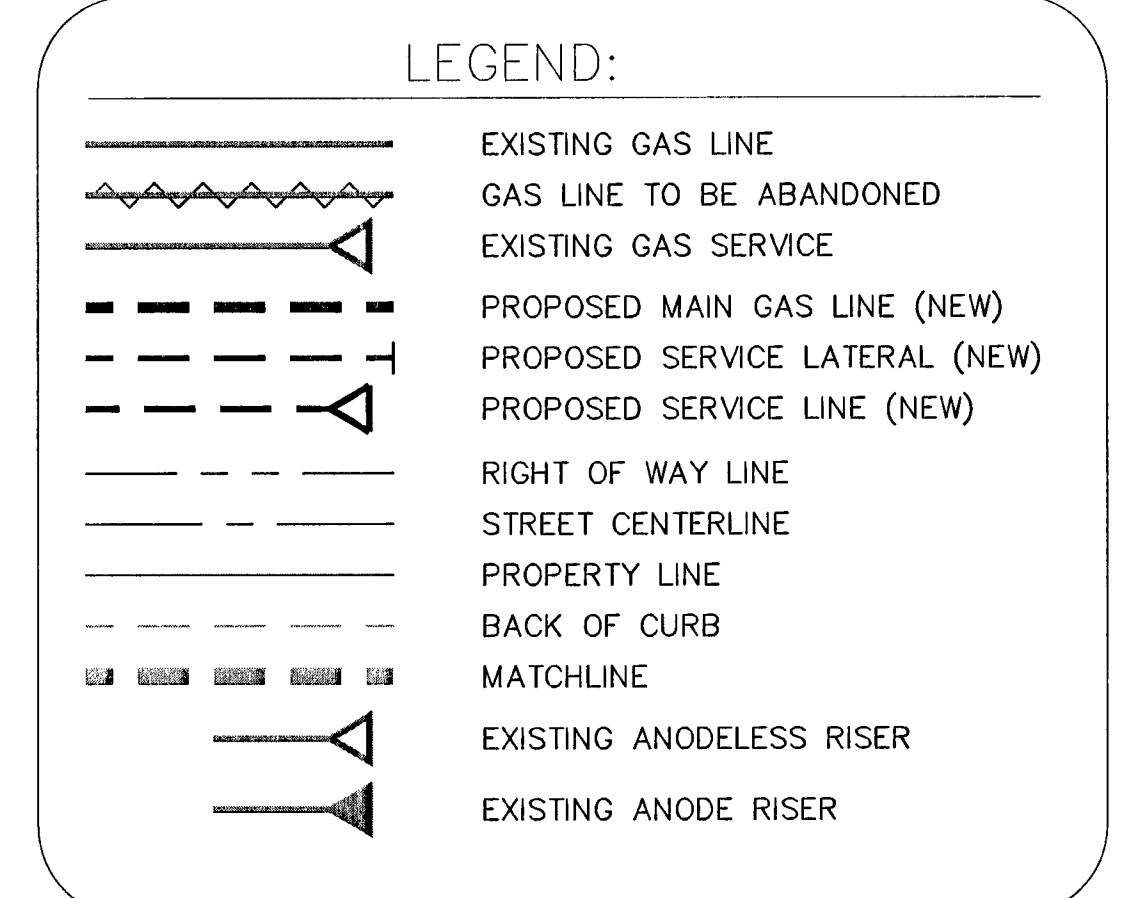 LEGEND:
EXISTING GAS LINE
GAS LINE TO BE ABANDONED
EXISTING GAS SERVICE
PROPOSED MAIN GAS LINE (NEW)
PROPOSED SERVICE LATERAL (NEW)
PROPOSED SERVICE LINE (NEW)
RIGHT OF WAY LINE
STREET CENTERLINE
PROPERTY LINE
BACK OF CURB
MATCHLINE
EXISTING ANODELESS RISER
EXISTING ANODE RISER